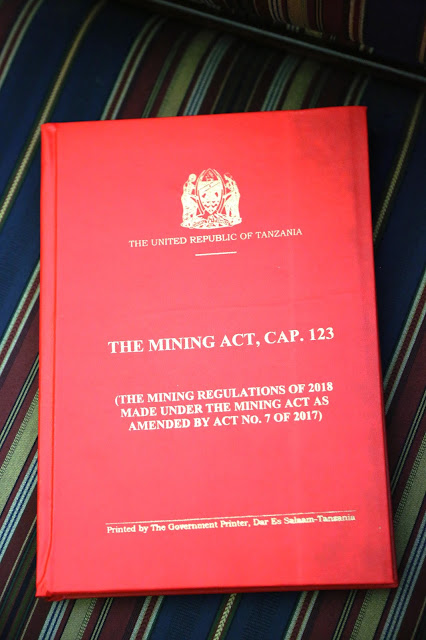 THE UNITED REPUBLIC OF TANZANIA
THE MINING ACT, CAP. 123
(THE MINING REGULATIONS OF 2018
MADE UNDER THE MINING ACT AS
AMENDED BY ACT NO. 7 OF 2017)
Printed by The Government Printer, Dar Es Salaam-Tanzania